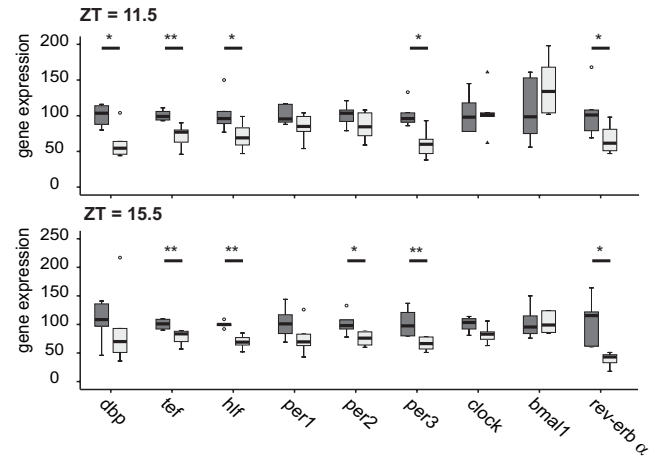 ZT = 11.5
gene expression
200
150
100
50
0
* ** * * *
ZT = 15.5
gene expression
250
200
150
100
50
0
** ** * ** *
dbp
tef
hlf
per1
per2
per3
clock
bmal1
rev-erb α